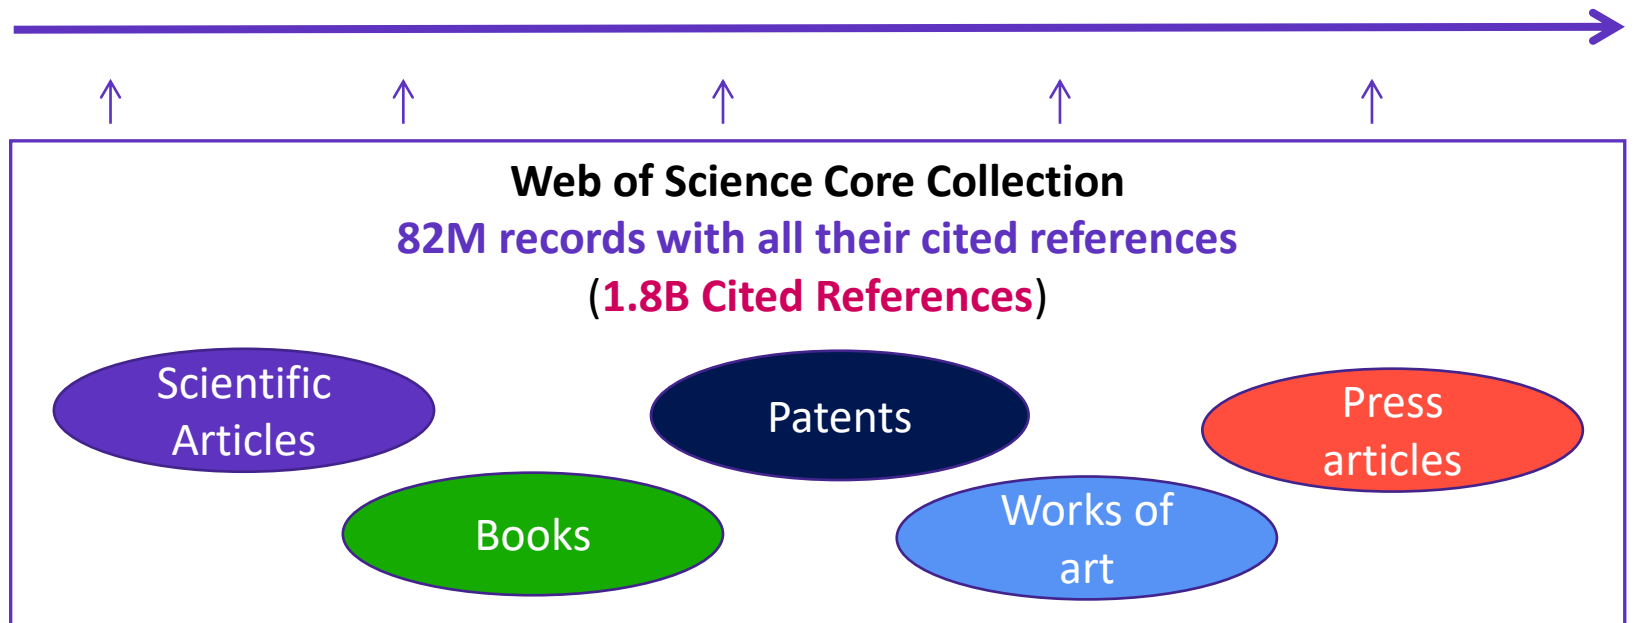 Web of Science Core Collection
82M records with all their cited references
(1.8B Cited References)
Scientific
Articles
Patents
Press
articles
Books
Works of
art